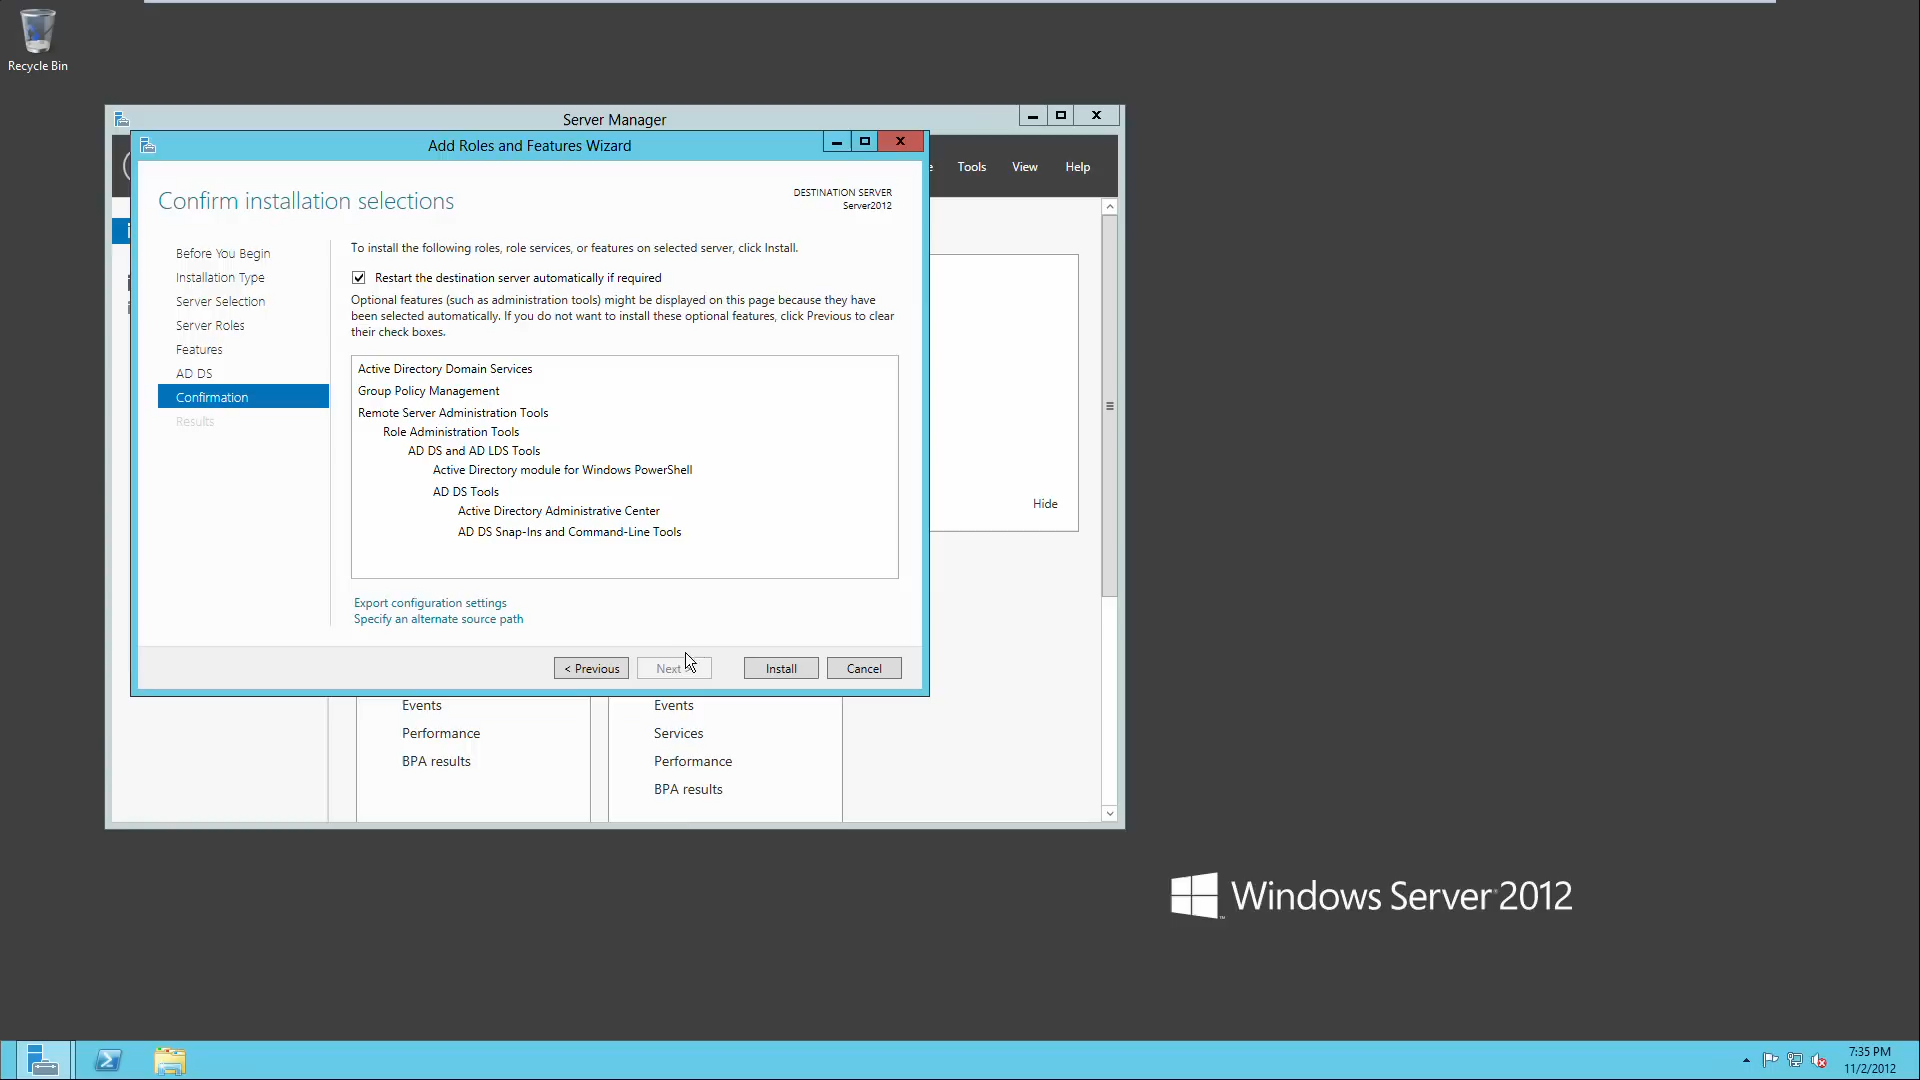 Recycle Bin
Server Manager
Add Roles and Features Wizard
Tools
View
Help
Confirm installation selections
DESTINATION SERVER
Server2012
Before You Begin
Installation Type
Server Selection
Server Roles
Features
AD DS
Confirmation
Results
To install the following roles, role services, or features on selected server, click Install.
Restart the destination server automatically if required
Optional features (such as administration tools) might be displayed on this page because they have
been selected automatically. If you do not want to install these optional features, click Previous to clear
their check boxes.
Active Directory Domain Services
Group Policy Management
Remote Server Administration Tools
Role Administration Tools
AD DS and AD LDS Tools
Active Directory module for Windows PowerShell
AD DS Tools
Active Directory Administrative Center
AD DS Snap-Ins and Command-Line Tools
Hide
Export configuration settings
Specify an alternate source path
< Previous
Next
Install
Cancel
Events
Performance
BPA results
Events
Services
Performance
BPA results
Windows Server 2012
7:35 PM
11/2/2012